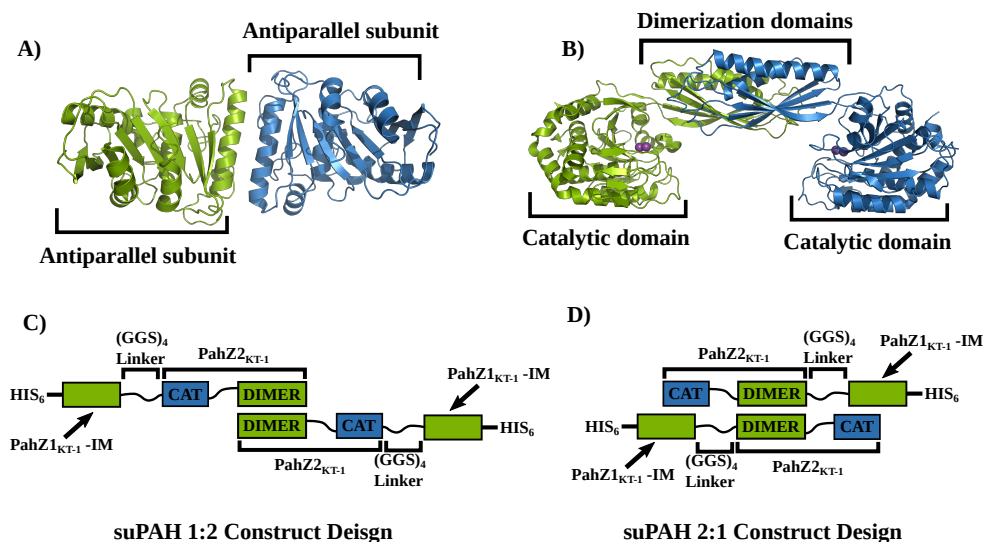 A)
Antiparallel subunit
Antiparallel subunit
B)
Dimerization domains
Catalytic domain
Catalytic domain
C)
(GGS)4
Linker
PahZ2KT-1
HIS6
CAT
DIMER
PahZ1KT-1 -IM
PahZ1KT-1 -IM
DIMER
CAT
HIS6
PahZ2KT-1
(GGS)4
Linker
suPAH 1:2 Construct Deisgn
D)
PahZ2KT-1
(GGS)4
Linker
PahZ1KT-1 -IM
CAT
DIMER
HIS6
HIS6
DIMER
CAT
PahZ1KT-1 -IM
(GGS)4
Linker
PahZ2KT-1
suPAH 2:1 Construct Design